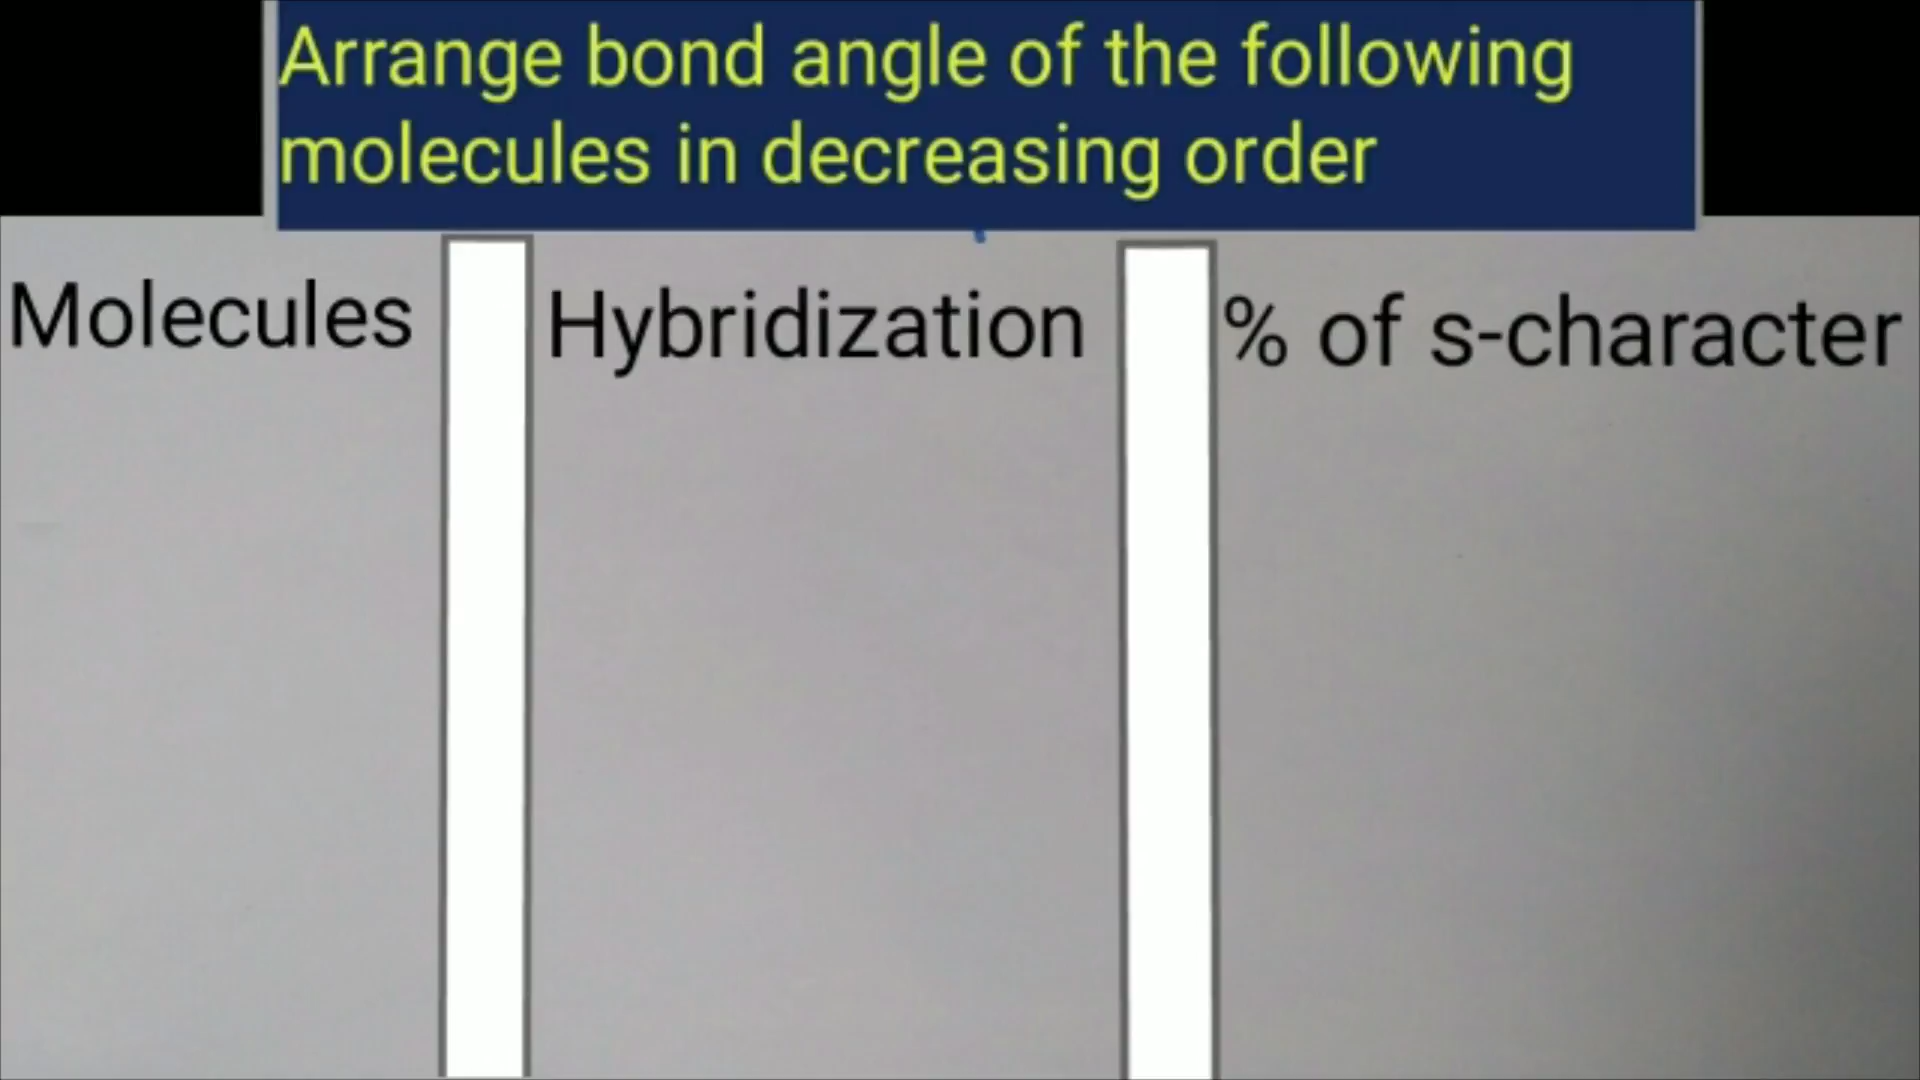 Arrange bond angle of the following
molecules in decreasing order
Molecules
Hybridization
% of s-character